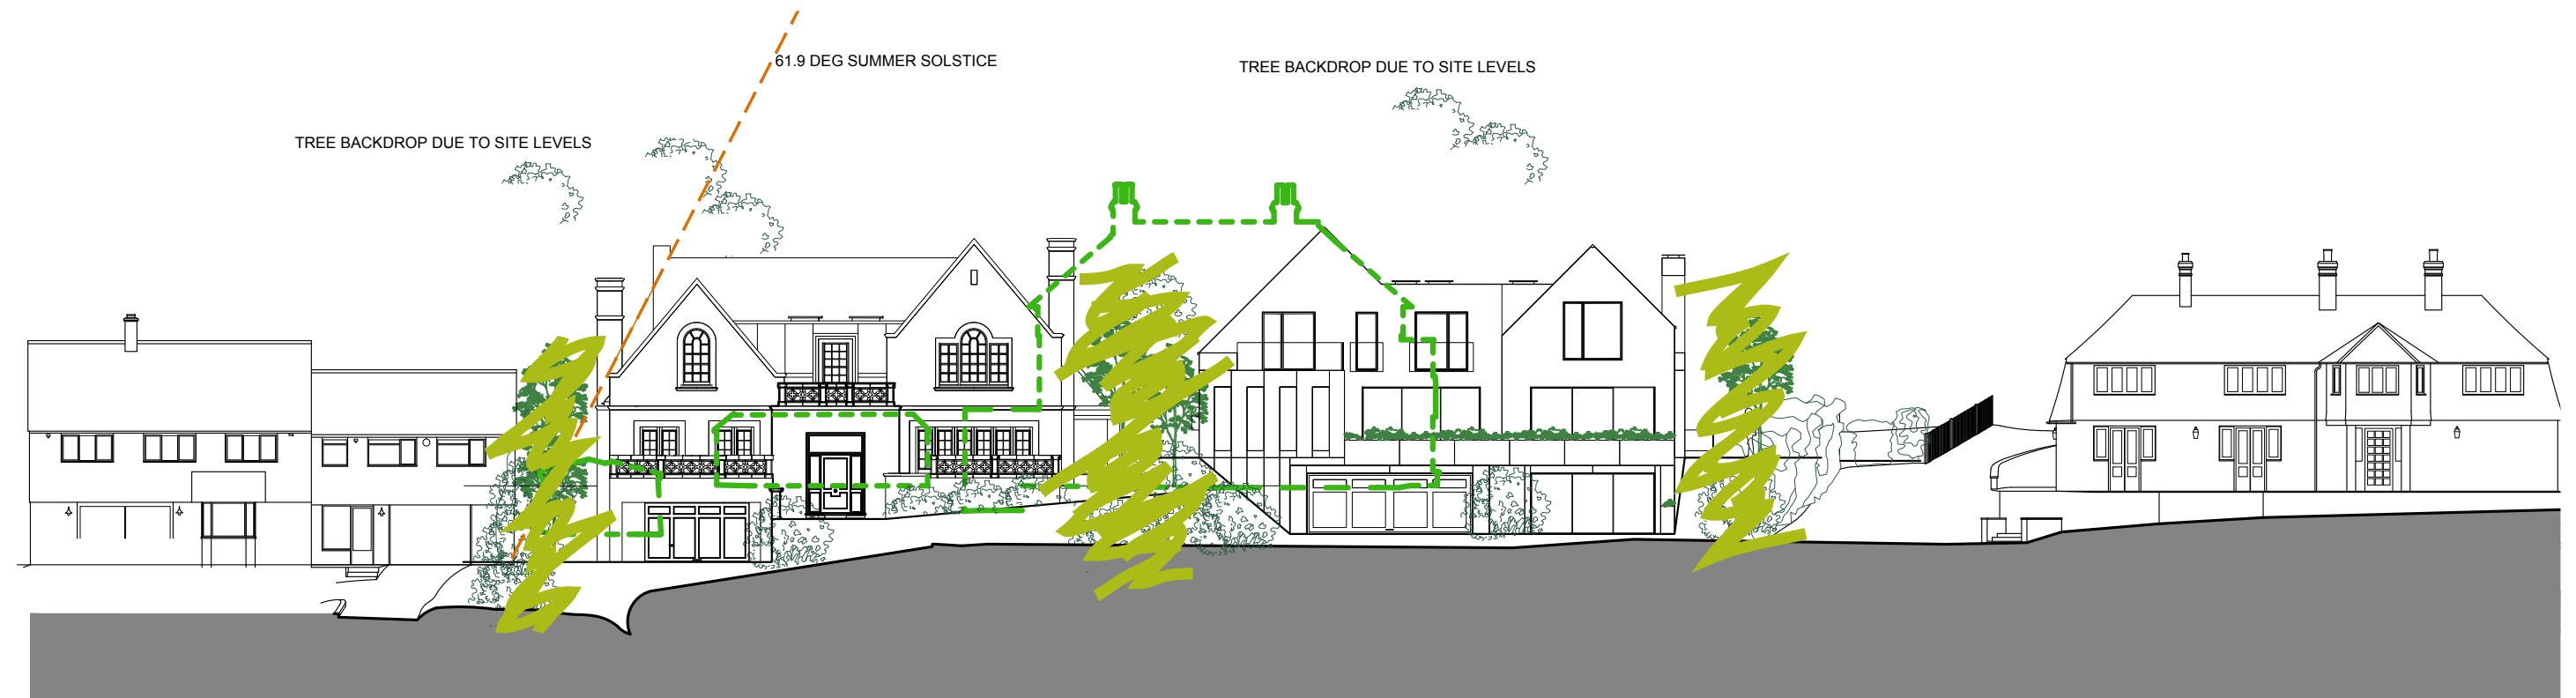 61.9 DEG SUMMER SOLSTICE
TREE BACKDROP DUE TO SITE LEVELS
TREE BACKDROP DUE TO SITE LEVELS